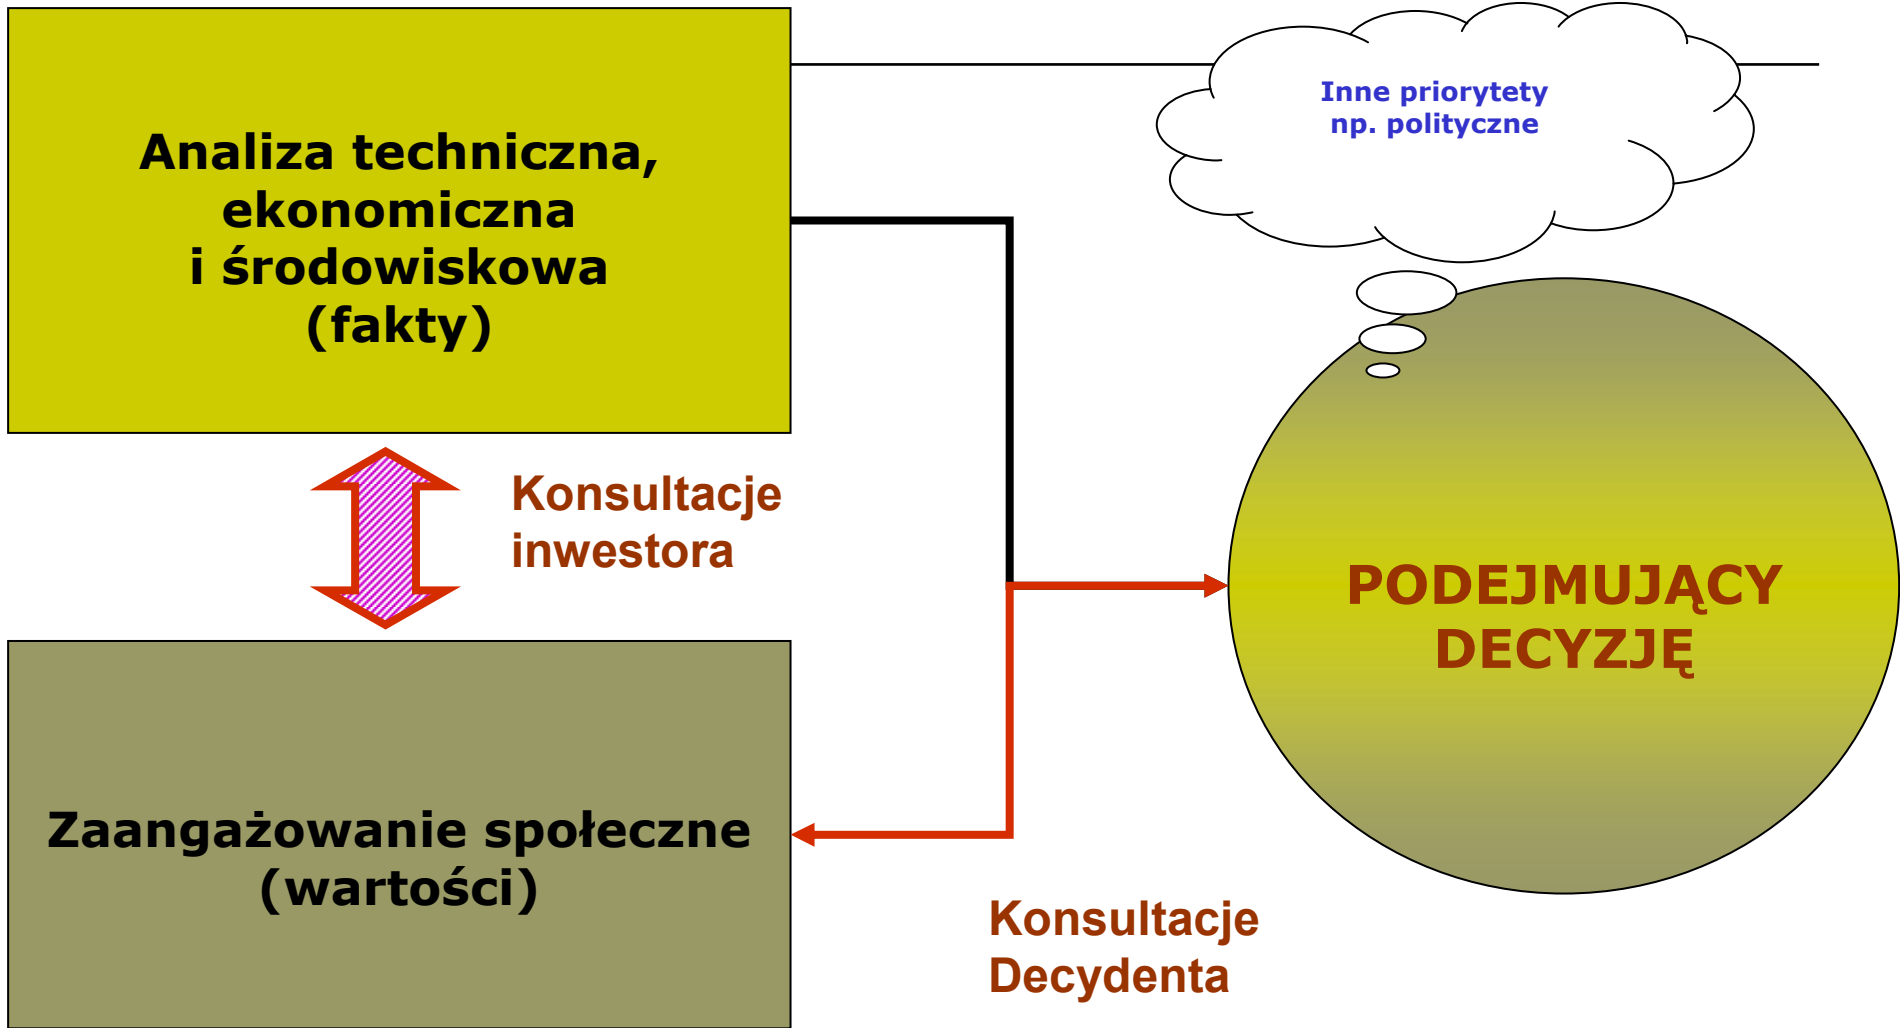 Analiza techniczna,
ekonomiczna
i środowiskowa
(fakty)
Inne priorytety
np. polityczne
Konsultacje
inwestora
PODEJMUJĄCY
DECYZJĘ
Zaangażowanie społeczne
(wartości)
Konsultacje
Decydenta